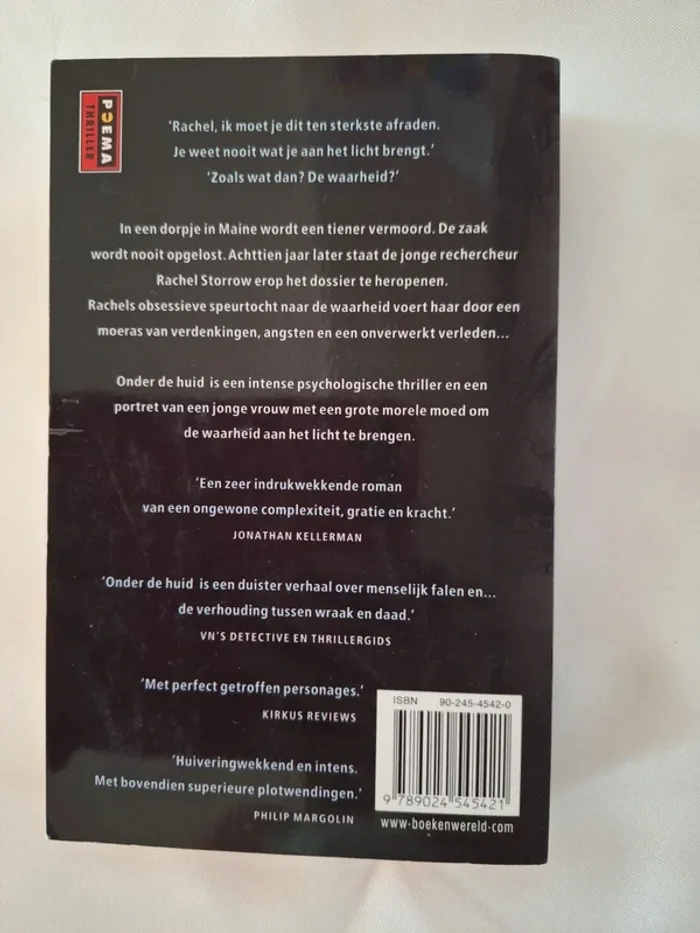 POEMA
THRILLER
'Rachel, ik moet je dit ten sterkste afraden.
Je weet nooit wat je aan het licht brengt.'
'Zoals wat dan? De waarheid?'
In een dorpje in Maine wordt een tiener vermoord. De zaak
wordt nooit opgelost. Achttien jaar later staat de jonge rechercheur
Rachel Storrow erop het dossier te heropenen.
Rachels obsessieve speurtocht naar de waarheid voert haar door een
moeras van verdenkingen, angsten en een onverwerkt verleden...
Onder de huid is een intense psychologische thriller en een
portret van een jonge vrouw met een grote morele moed om
de waarheid aan het licht te brengen.
'Een zeer indrukwekkende roman
van een ongewone complexiteit, gratie en kracht.'
JONATHAN KELLERMAN
'Onder de huid is een duister verhaal over menselijk falen en...
de verhouding tussen wraak en daad.'
VN'S DETECTIVE EN THRILLERGIDS
'Met perfect getroffen personages.'
KIRKUS REVIEWS
'Huiveringwekkend en intens.
Met bovendien superieure plotwendingen.'
PHILIP MARGOLIN
ISBN 90-245-4542-0
9 789024 545421
www.boekenwereld.com